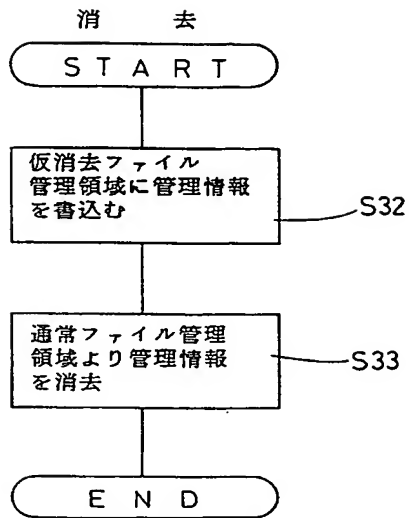 消去
START
仮消去ファイル
管理領域に管理情報
を書込む
S32
通常ファイル管理
領域より管理情報
を消去
S33
END